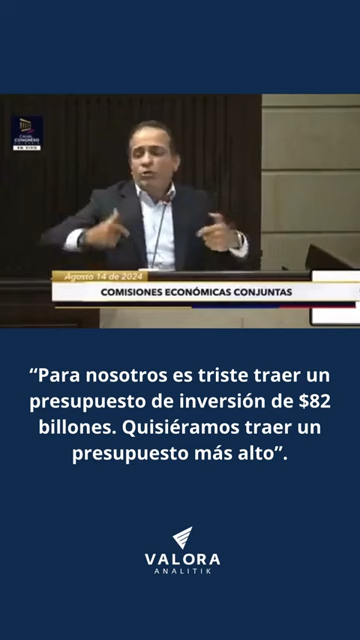 CANAL
CONGRESO
EN VIVO
Agosto 14 de 2024
COMISIONES ECONÓMICAS CONJUNTAS
“Para nosotros es triste traer un
presupuesto de inversión de $82
billones. Quisiéramos traer un
presupuesto más alto”.
VALORA
ANALITIK